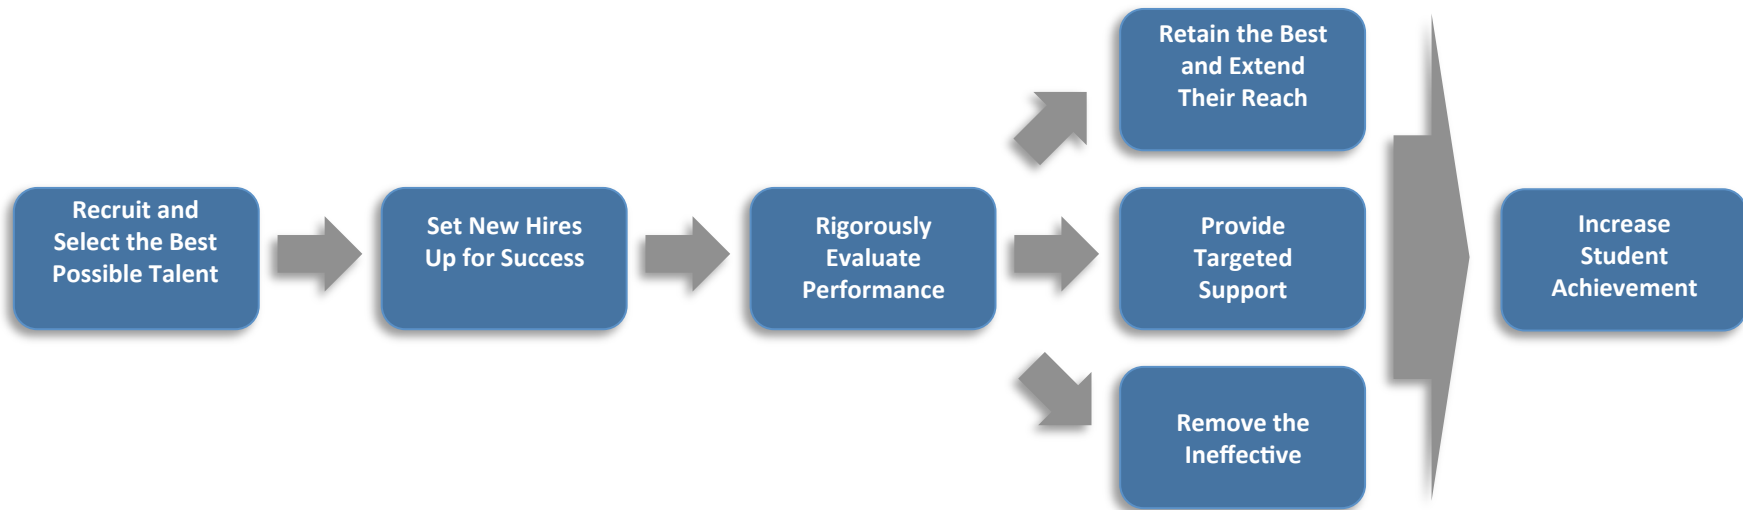 Recruit and
Select the Best
Possible Talent
Set New Hires
Up for Success
Rigorously
Evaluate
Performance
Retain the Best
and Extend
Their Reach
Provide
Targeted
Support
Remove the
Ineffective
Increase
Student
Achievement